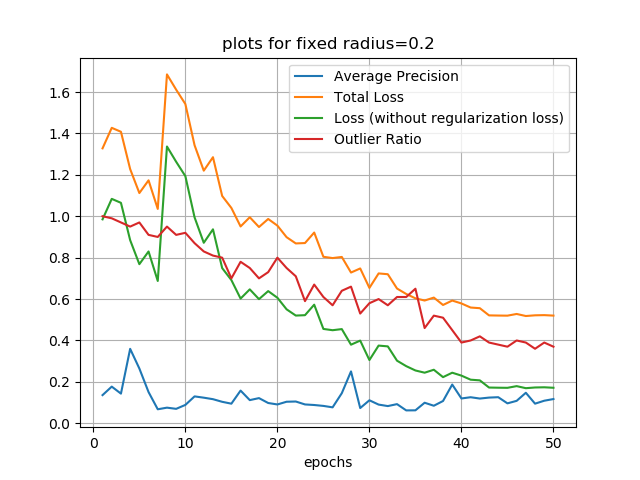 plots for fixed radius=0.2
Average Precision
Total Loss
Loss (without regularization loss)
Outlier Ratio
1.6
1.4
1.2
1.0
0.8
0.6
0.4
0.2
0.0
0 10 20 30 40 50
epochs